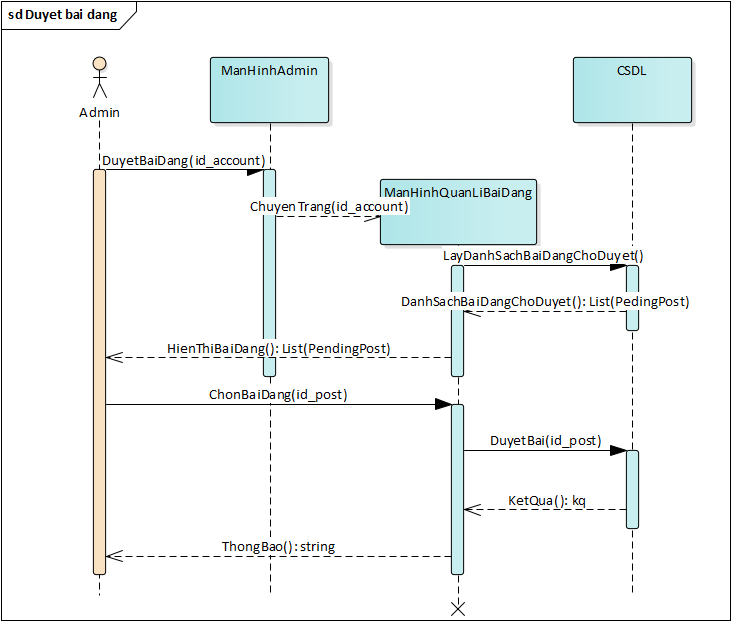 sd Duyet bai dang
ManHinhAdmin
CSDL
Admin
DuyetBaiDang(id_account)
ManHinhQuanLiBaiDang
ChuyenTrang(id_account)
LayDanhSachBaiDangChoDuyet()
DanhSachBaiDangChoDuyet(): List(PedingPost)
HienThiBaiDang(): List(PendingPost)
ChonBaiDang(id_post)
DuyetBai(id_post)
KetQua(): kq
ThongBao(): string